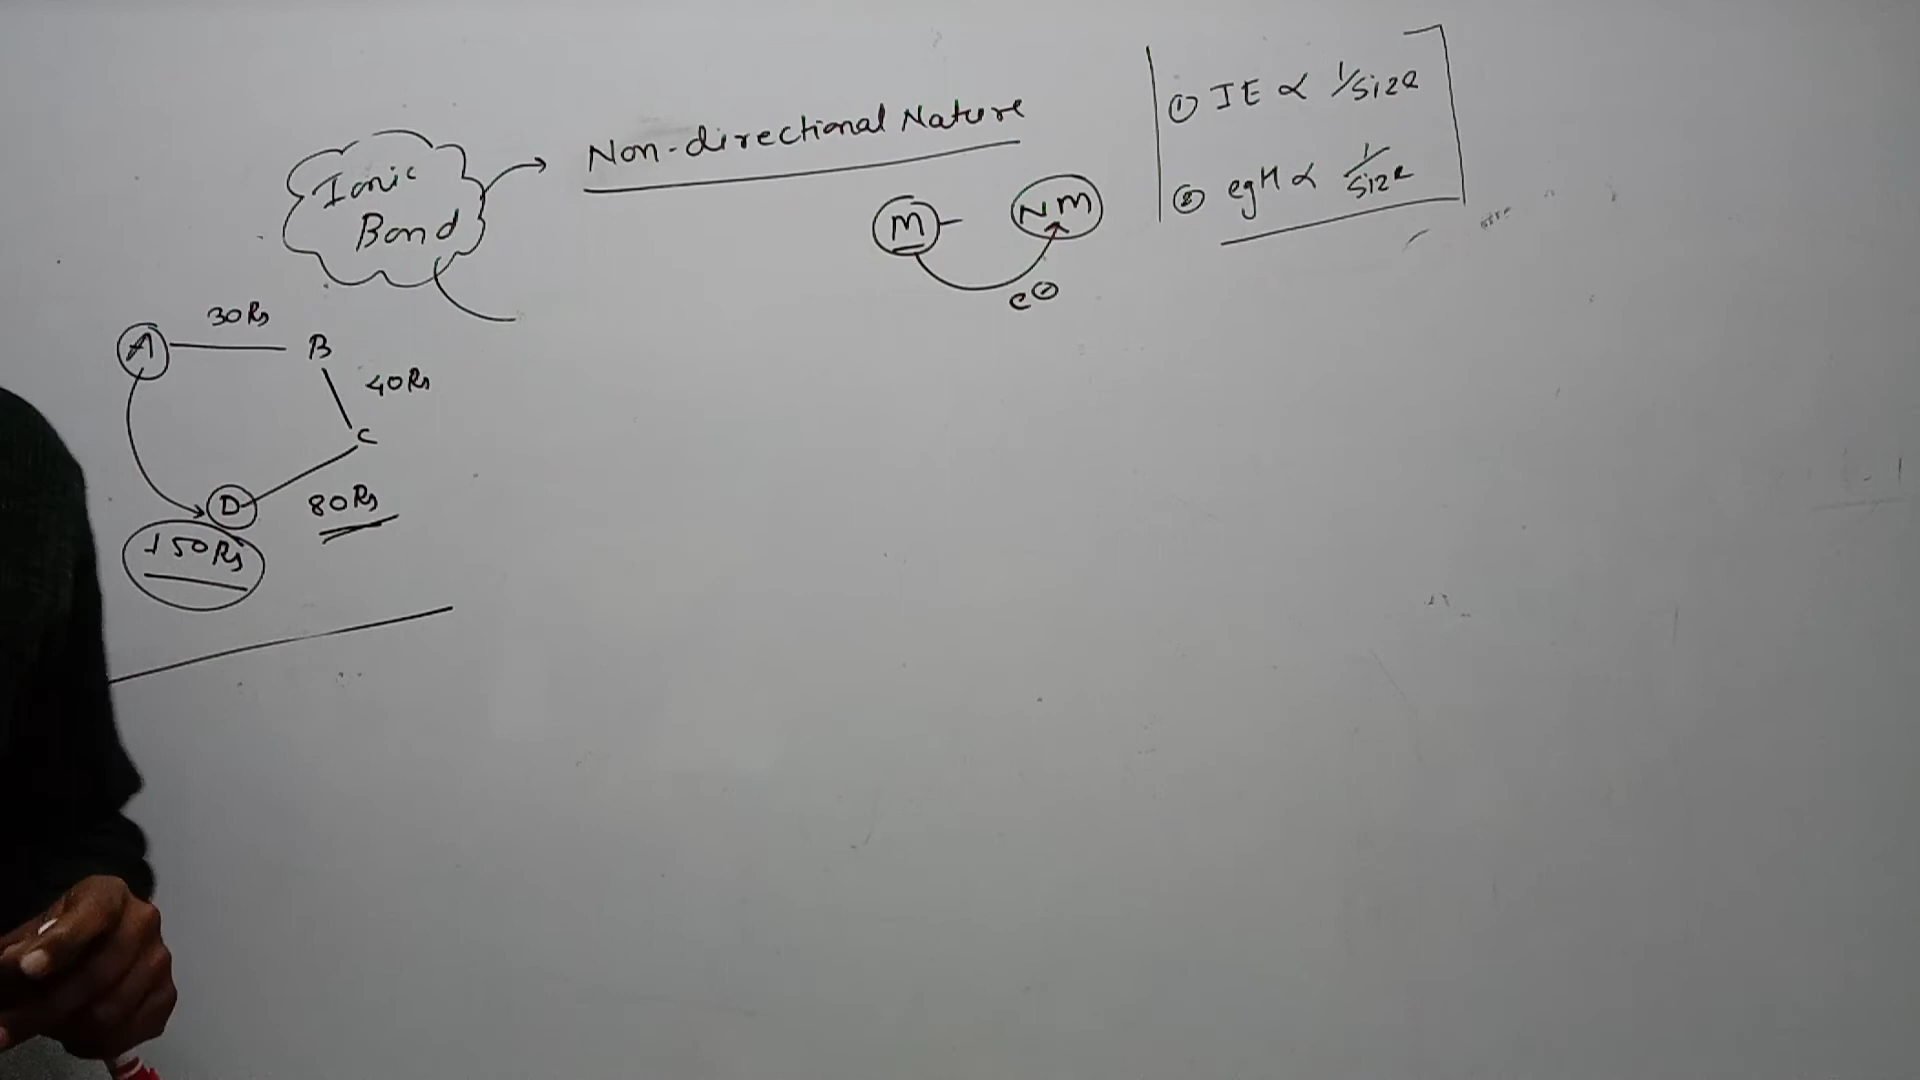 Ionic
Bond
Non-directional Nature
M
NM
e⊖
① IE ∝ 1/size
② egH ∝ 1/size
A
30Rs
B
40Rs
C
80Rs
D
150Rs